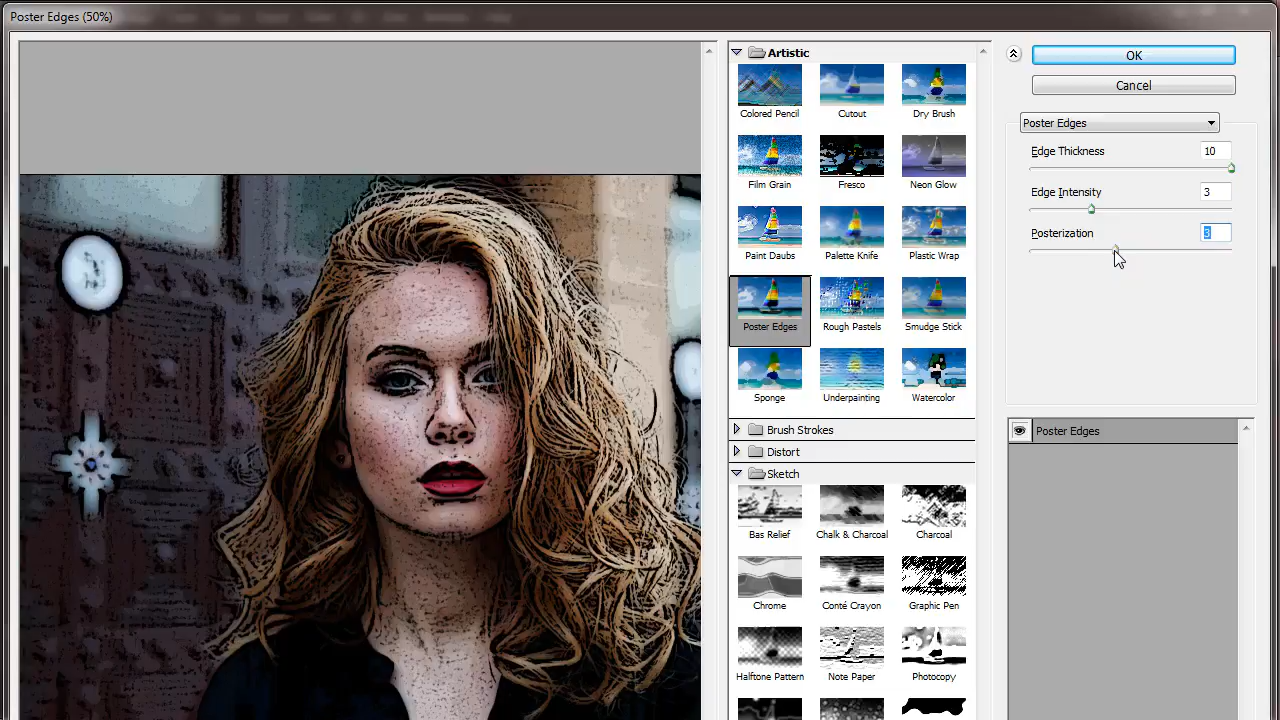 Poster Edges (50%)
Artistic
Colored Pencil
Cutout
Dry Brush
Film Grain
Fresco
Neon Glow
Paint Daubs
Palette Knife
Plastic Wrap
Poster Edges
Rough Pastels
Smudge Stick
Sponge
Underpainting
Watercolor
Brush Strokes
Distort
Sketch
Bas Relief
Chalk & Charcoal
Charcoal
Chrome
Conté Crayon
Graphic Pen
Halftone Pattern
Note Paper
Photocopy
OK
Cancel
Poster Edges
Edge Thickness 10
Edge Intensity 3
Posterization 3
Poster Edges